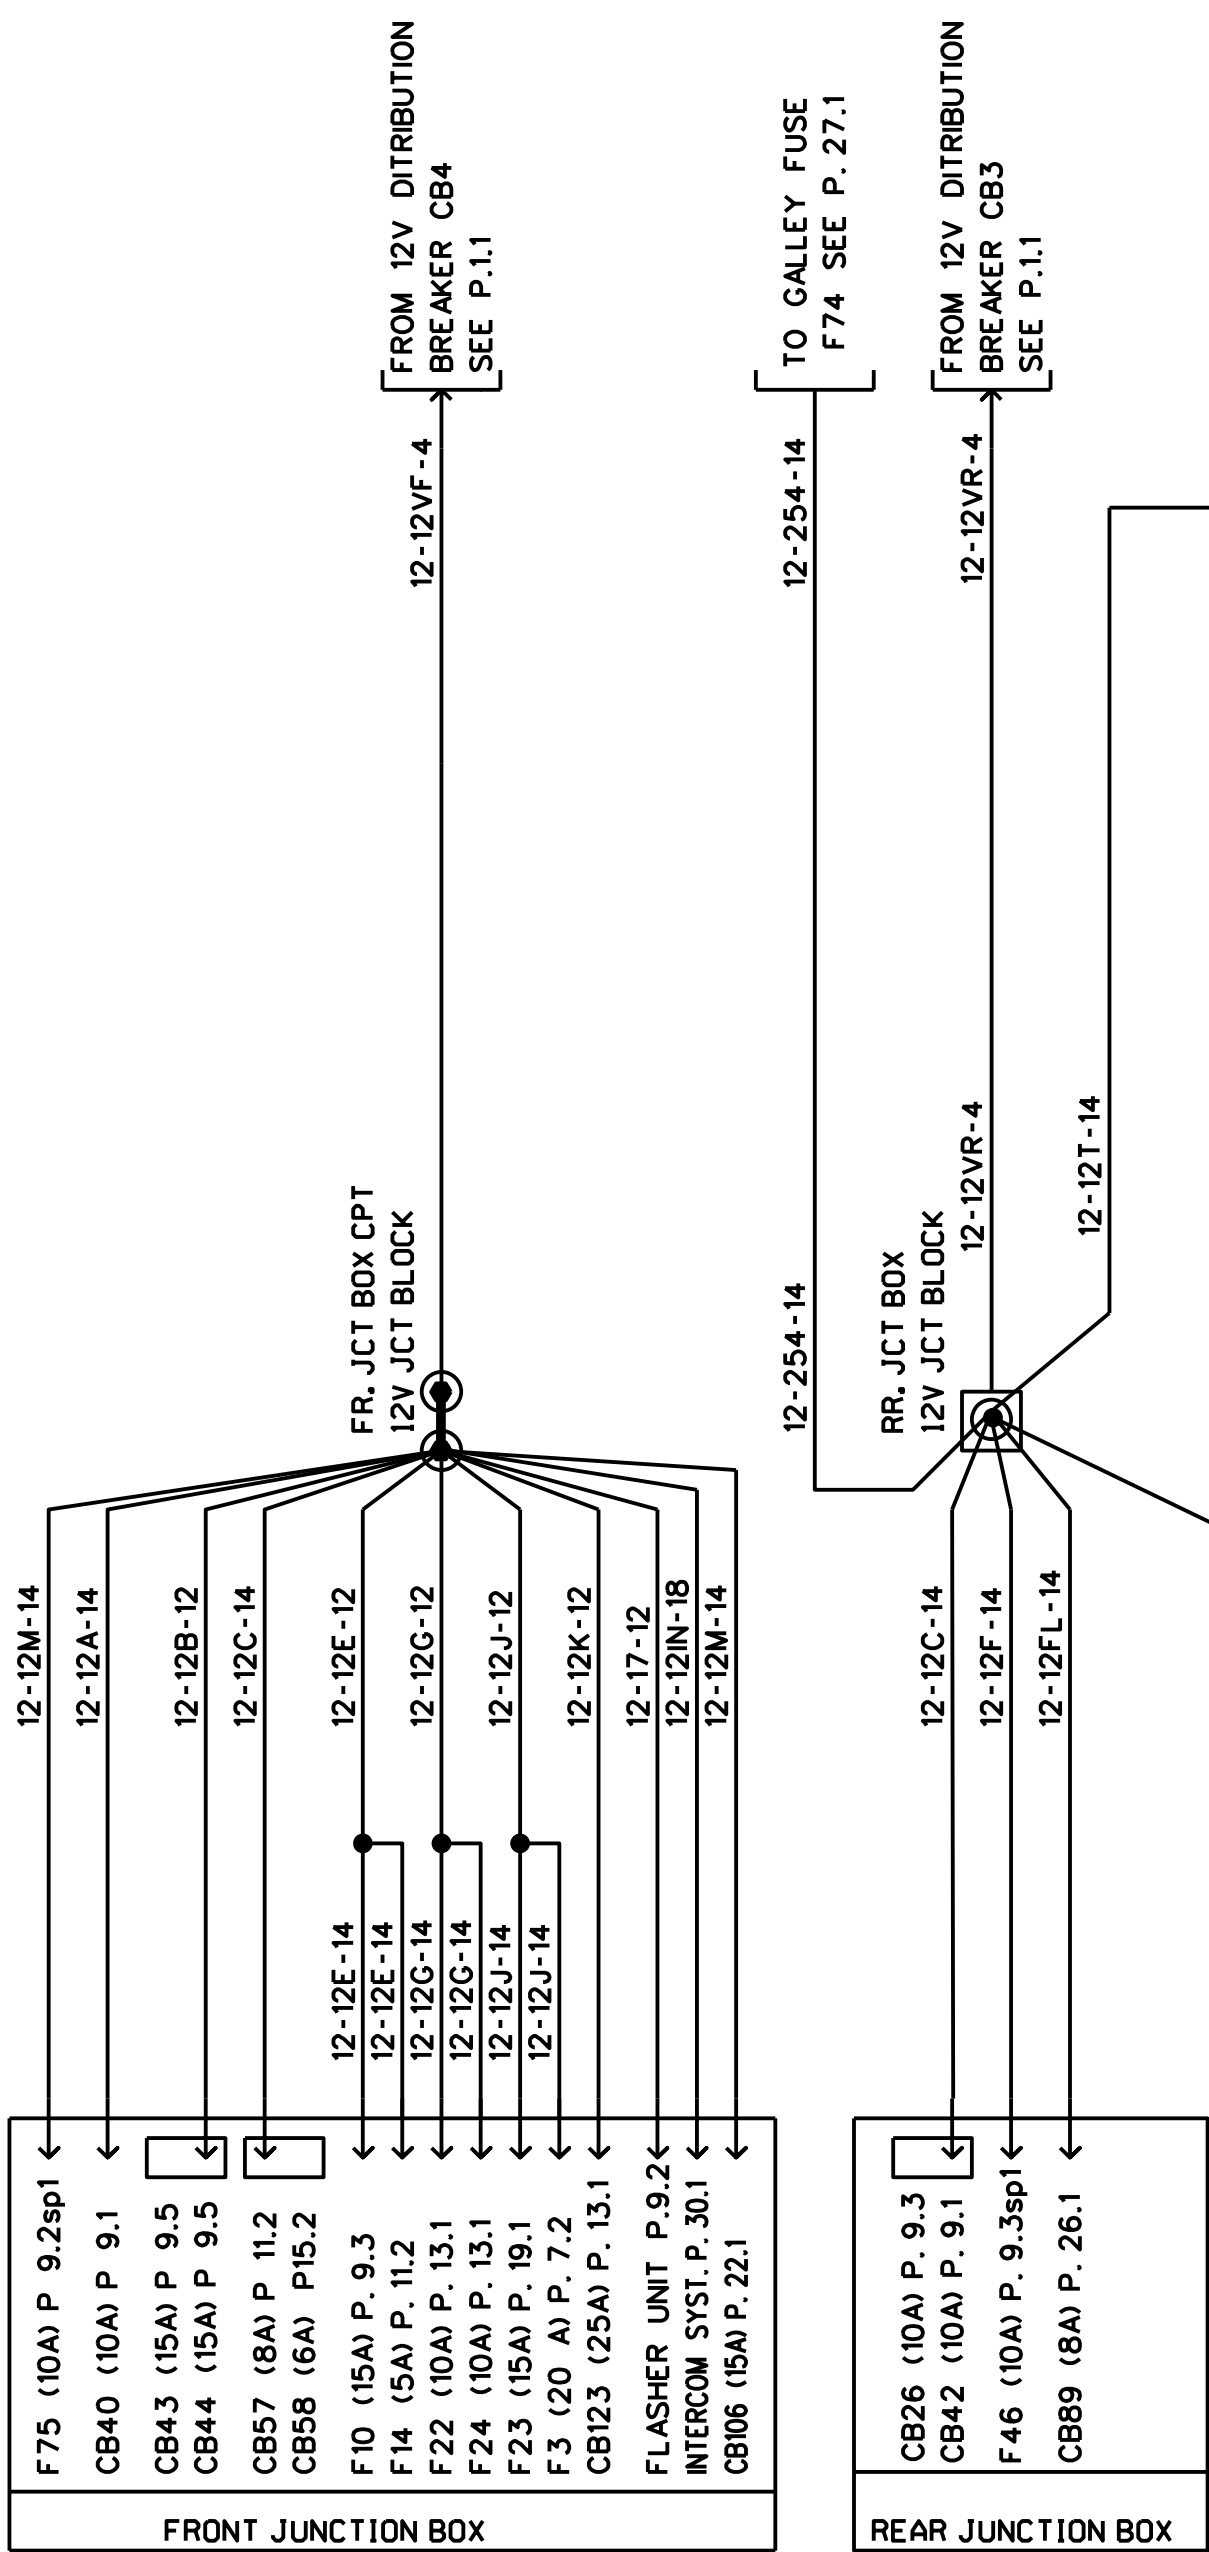 FROM 12V DITRIBUTION
BREAKER CB4
SEE P.1.1
TO GALLEY FUSE
F74 SEE P. 27.1
FROM 12V DITRIBUTION
BREAKER CB3
SEE P.1.1
12-12VF-4
12-254-14
12-12VR-4
FR. JCT BOX CPT
12V JCT BLOCK
12-254-14
RR. JCT BOX
12V JCT BLOCK
12-12VR-4
12-12T-14
12-12M-14
12-12A-14
12-12B-12
12-12C-14
12-12E-12
12-12G-12
12-12J-12
12-12K-12
12-17-12
12-12IN-18
12-12M-14
12-12C-14
12-12F-14
12-12FL-14
12-12E-14
12-12E-14
12-12G-14
12-12G-14
12-12J-14
12-12J-14
F75 (10A) P 9.2sp1
CB40 (10A) P 9.1
CB43 (15A) P 9.5
CB44 (15A) P 9.5
CB57 (8A) P 11.2
CB58 (6A) P15.2
F10 (15A) P. 9.3
F14 (5A) P. 11.2
F22 (10A) P. 13.1
F24 (10A) P. 13.1
F23 (15A) P. 19.1
F3 (20 A) P. 7.2
CB123 (25A) P. 13.1
FLASHER UNIT P.9.2
INTERCOM SYST. P. 30.1
CB106 (15A) P. 22.1
FRONT JUNCTION BOX
CB26 (10A) P. 9.3
CB42 (10A) P. 9.1
F46 (10A) P. 9.3sp1
CB89 (8A) P. 26.1
REAR JUNCTION BOX